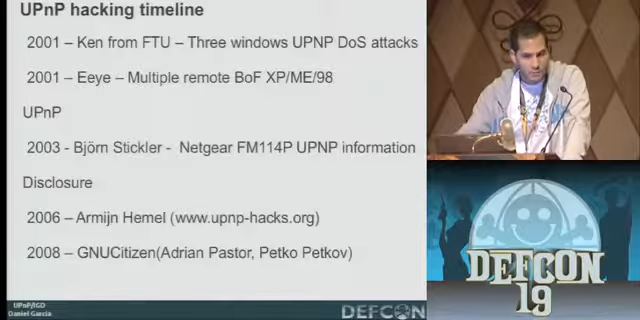 UPnP hacking timeline
2001 – Ken from FTU – Three windows UPNP DoS attacks
2001 – Eeye – Multiple remote BoF XP/ME/98
UPnP
2003 - Björn Stickler - Netgear FM114P UPNP information
Disclosure
2006 – Armijn Hemel (www.upnp-hacks.org)
2008 – GNUCitizen(Adrian Pastor, Petko Petkov)
UPnP/IGD
Daniel Garcia
DEFCON
DEFCON
19